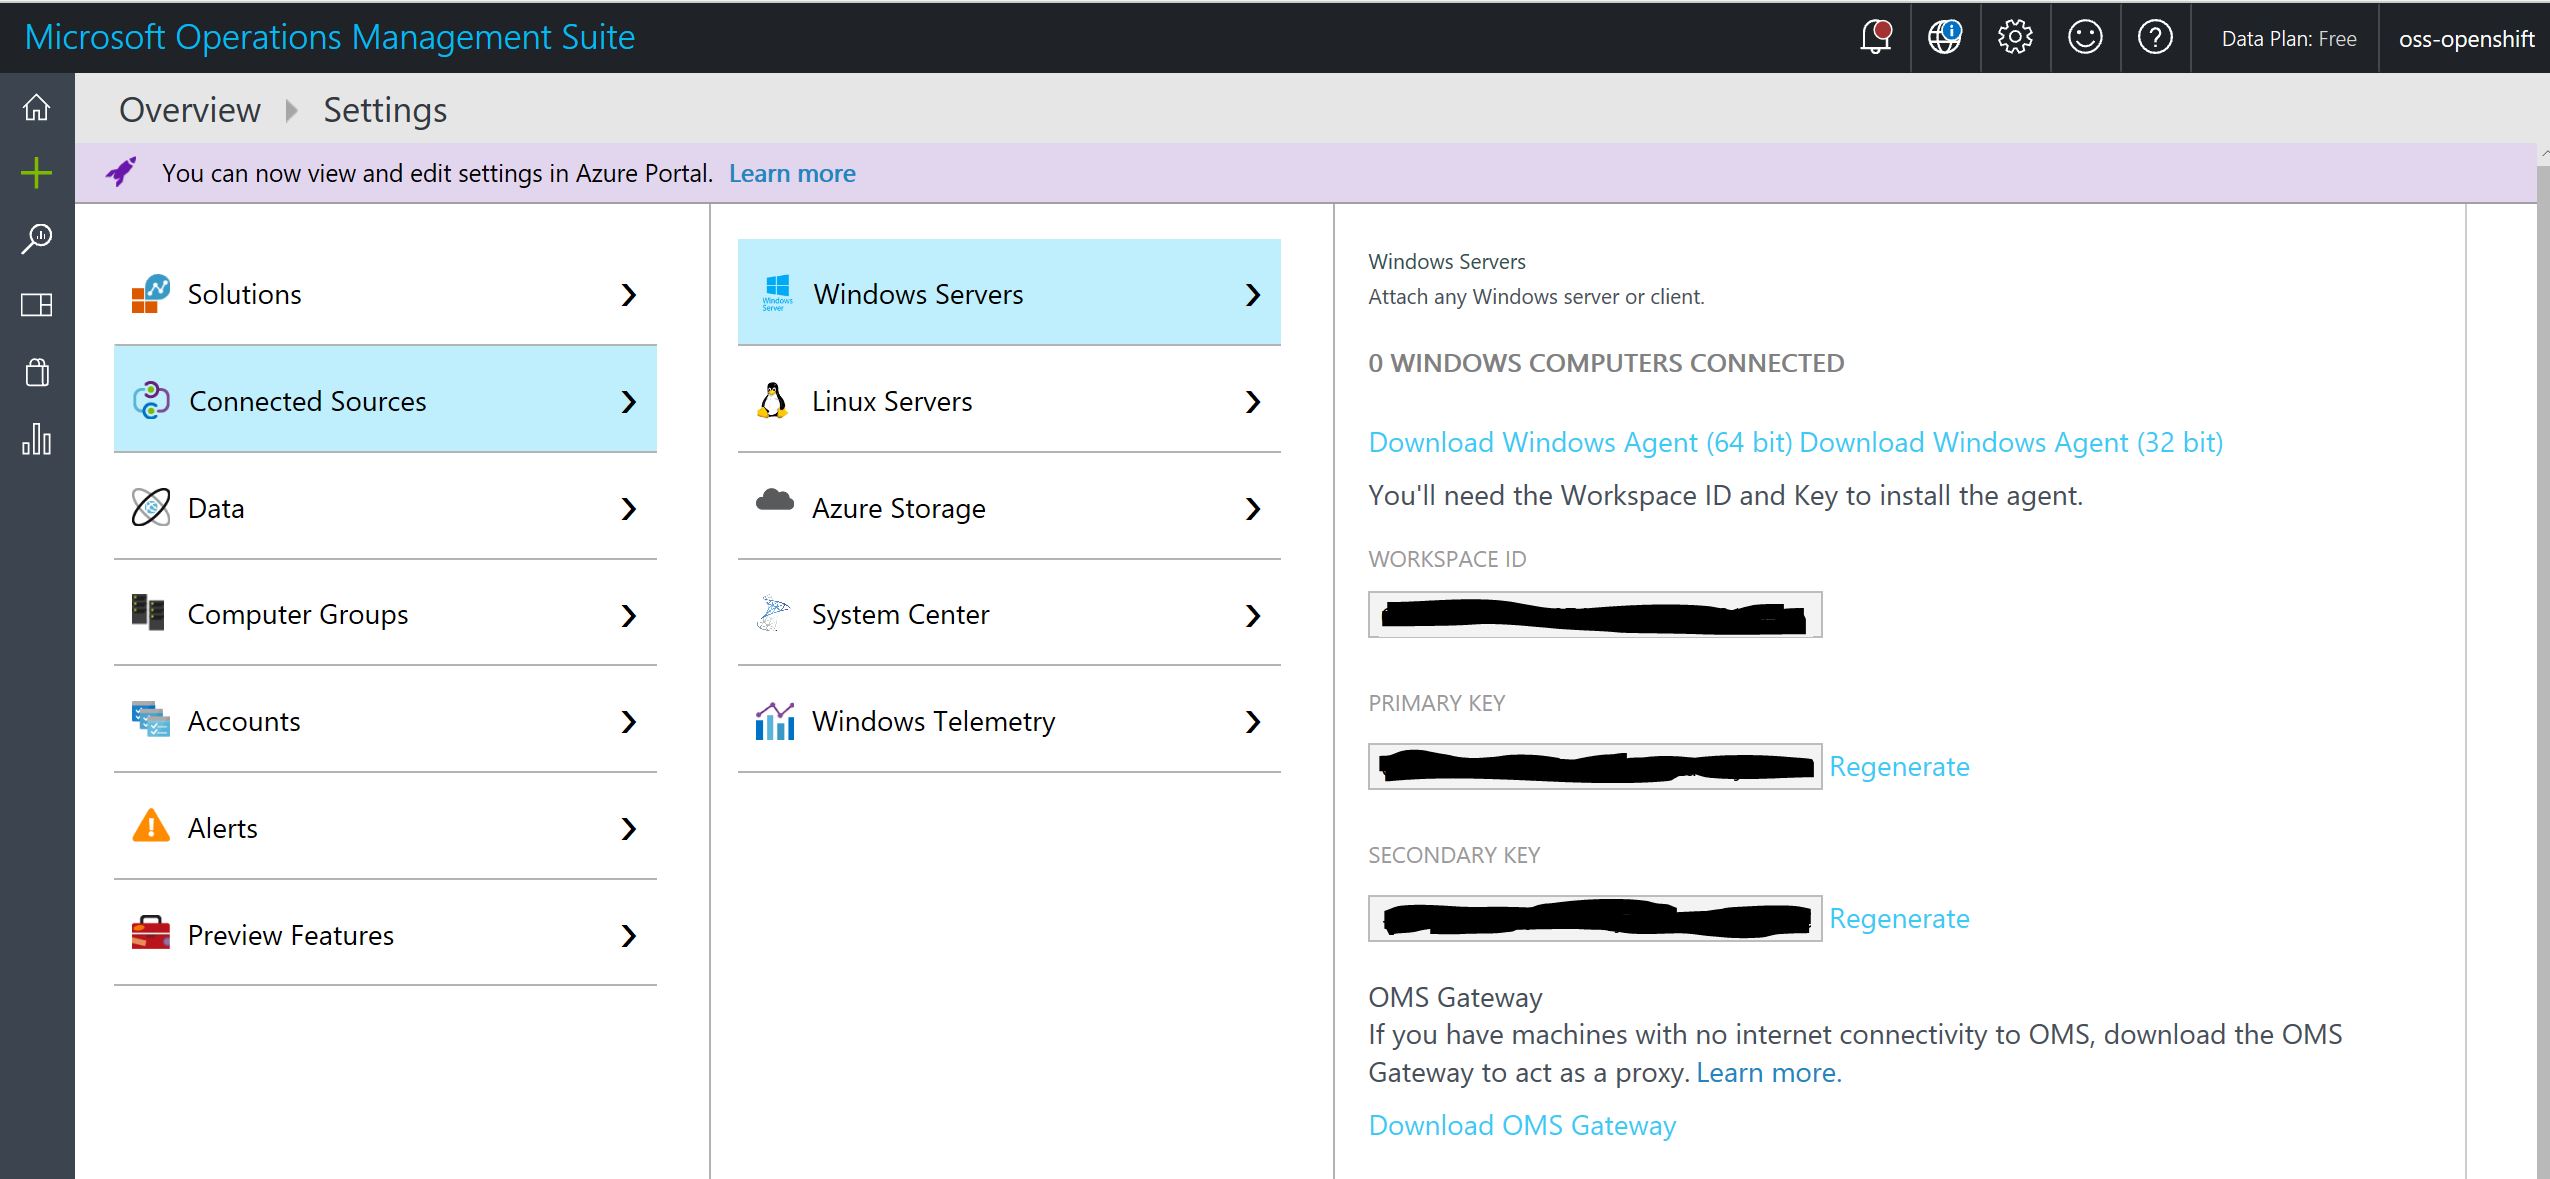 Microsoft Operations Management Suite
Data Plan: Free
oss-openshift
Overview Settings
You can now view and edit settings in Azure Portal. Learn more
Solutions
Connected Sources
Data
Computer Groups
Accounts
Alerts
Preview Features
Windows Server
Windows Servers
Linux Servers
Azure Storage
System Center
Windows Telemetry
Windows Servers
Attach any Windows server or client.
0 WINDOWS COMPUTERS CONNECTED
Download Windows Agent (64 bit) Download Windows Agent (32 bit)
You'll need the Workspace ID and Key to install the agent.
WORKSPACE ID
PRIMARY KEY
Regenerate
SECONDARY KEY
Regenerate
OMS Gateway
If you have machines with no internet connectivity to OMS, download the OMS
Gateway to act as a proxy. Learn more.
Download OMS Gateway